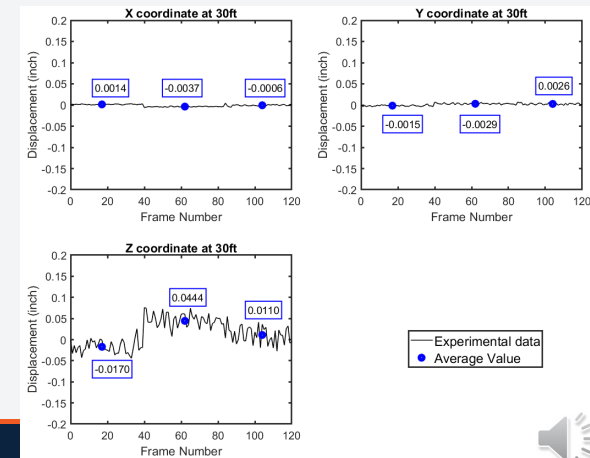 X coordinate at 30ft
Displacement (inch)
0.2
0.15
0.1
0.05
0
-0.05
-0.1
-0.15
-0.2
0.0014
-0.0037
-0.0006
0 20 40 60 80 100 120
Frame Number
Y coordinate at 30ft
Displacement (inch)
0.2
0.15
0.1
0.05
0
-0.05
-0.1
-0.15
-0.2
0.0026
-0.0015
-0.0029
0 20 40 60 80 100 120
Frame Number
Z coordinate at 30ft
Displacement (inch)
0.2
0.15
0.1
0.05
0
-0.05
-0.1
-0.15
-0.2
0.0444
0.0110
-0.0170
0 20 40 60 80 100 120
Frame Number
Experimental data
Average Value